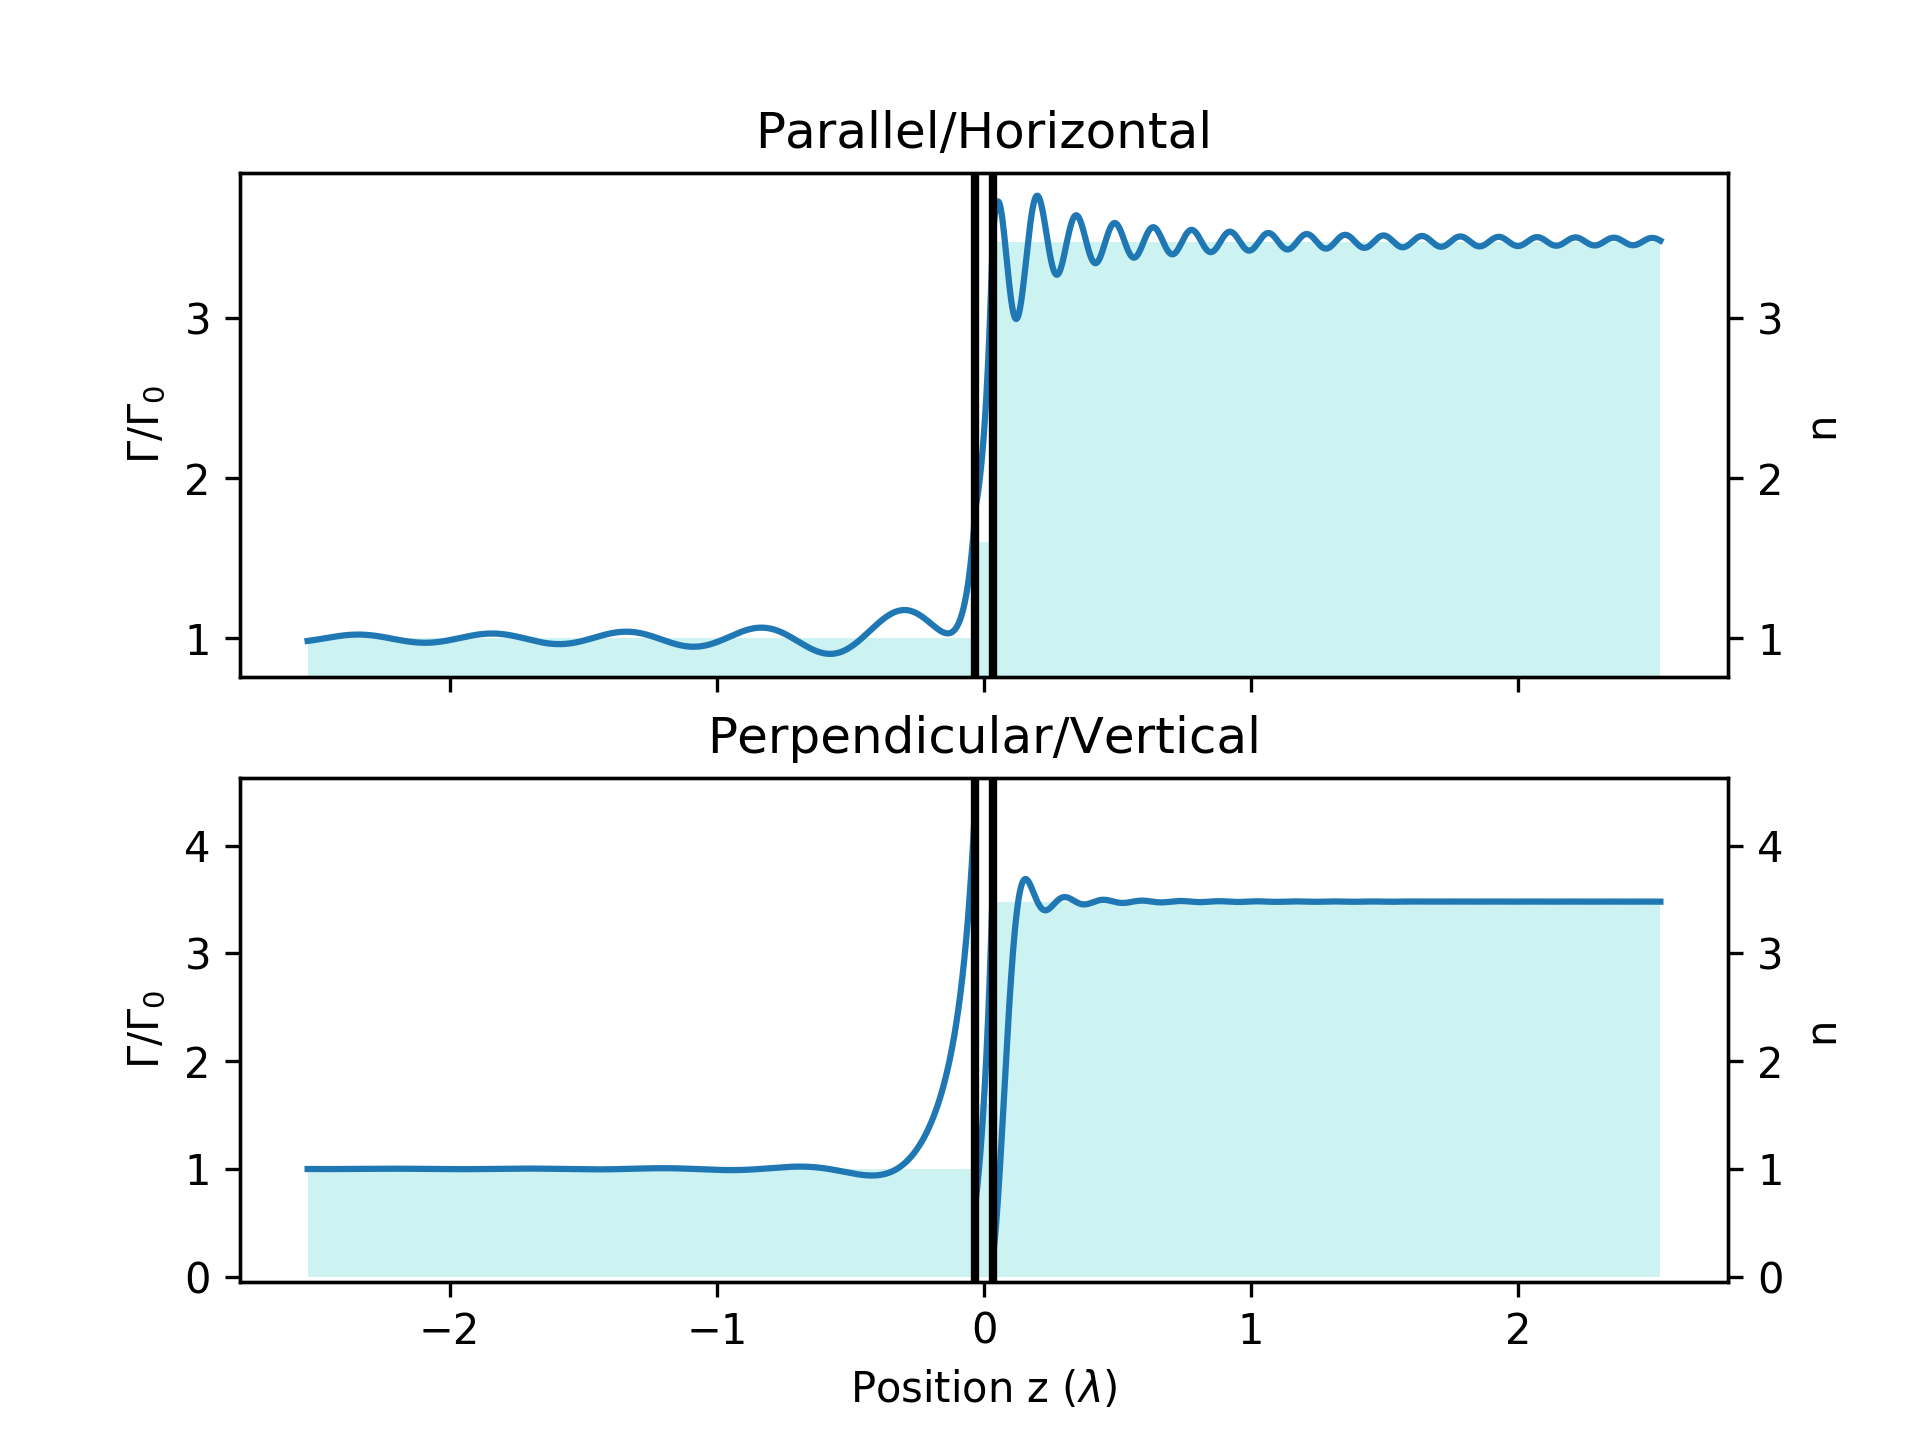 Parallel/Horizontal
3
2
1
Γ/Γ₀
3
2
1
n
Perpendicular/Vertical
4
3
2
1
0
Γ/Γ₀
4
3
2
1
0
n
−2 −1 0 1 2
Position z (λ)